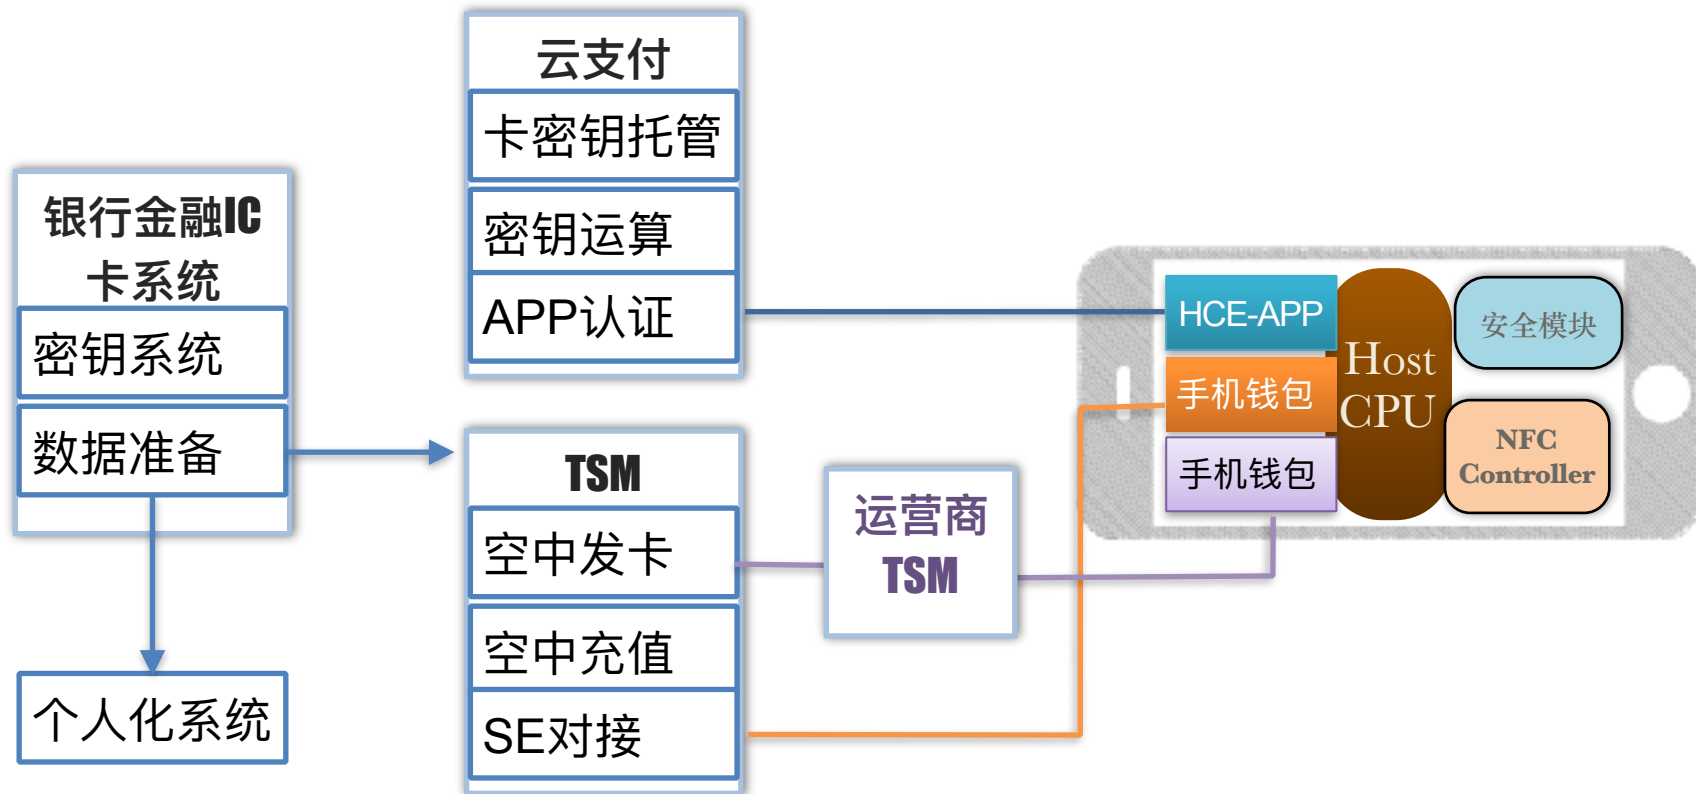 云支付
卡密钥托管
密钥运算
APP认证
银行金融IC
卡系统
密钥系统
数据准备
个人化系统
TSM
空中发卡
空中充值
SE对接
运营商
TSM
HCE-APP
手机钱包
手机钱包
Host
CPU
安全模块
NFC
Controller